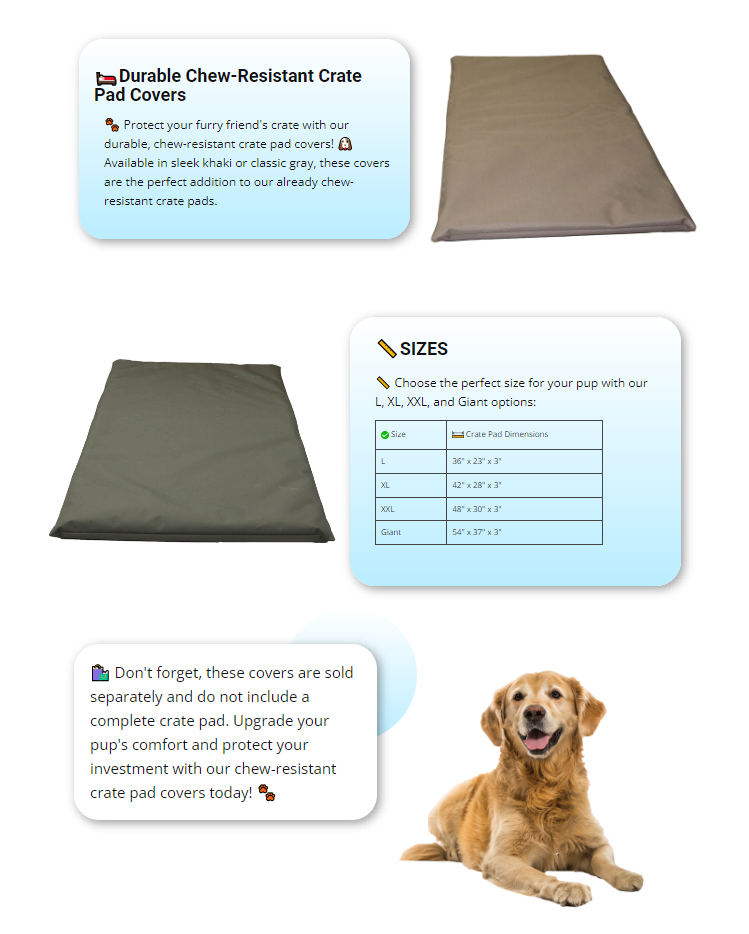 🛏️Durable Chew-Resistant Crate
Pad Covers
🐾 Protect your furry friend's crate with our
durable, chew-resistant crate pad covers! 🐶
Available in sleek khaki or classic gray, these covers
are the perfect addition to our already chew-
resistant crate pads.
📏SIZES
📏 Choose the perfect size for your pup with our
L, XL, XXL, and Giant options:
✅ Size 🛏️ Crate Pad Dimensions
L 36" x 23" x 3"
XL 42" x 28" x 3"
XXL 48" x 30" x 3"
Giant 54" x 37" x 3"
🛍️ Don't forget, these covers are sold
separately and do not include a
complete crate pad. Upgrade your
pup's comfort and protect your
investment with our chew-resistant
crate pad covers today! 🐾